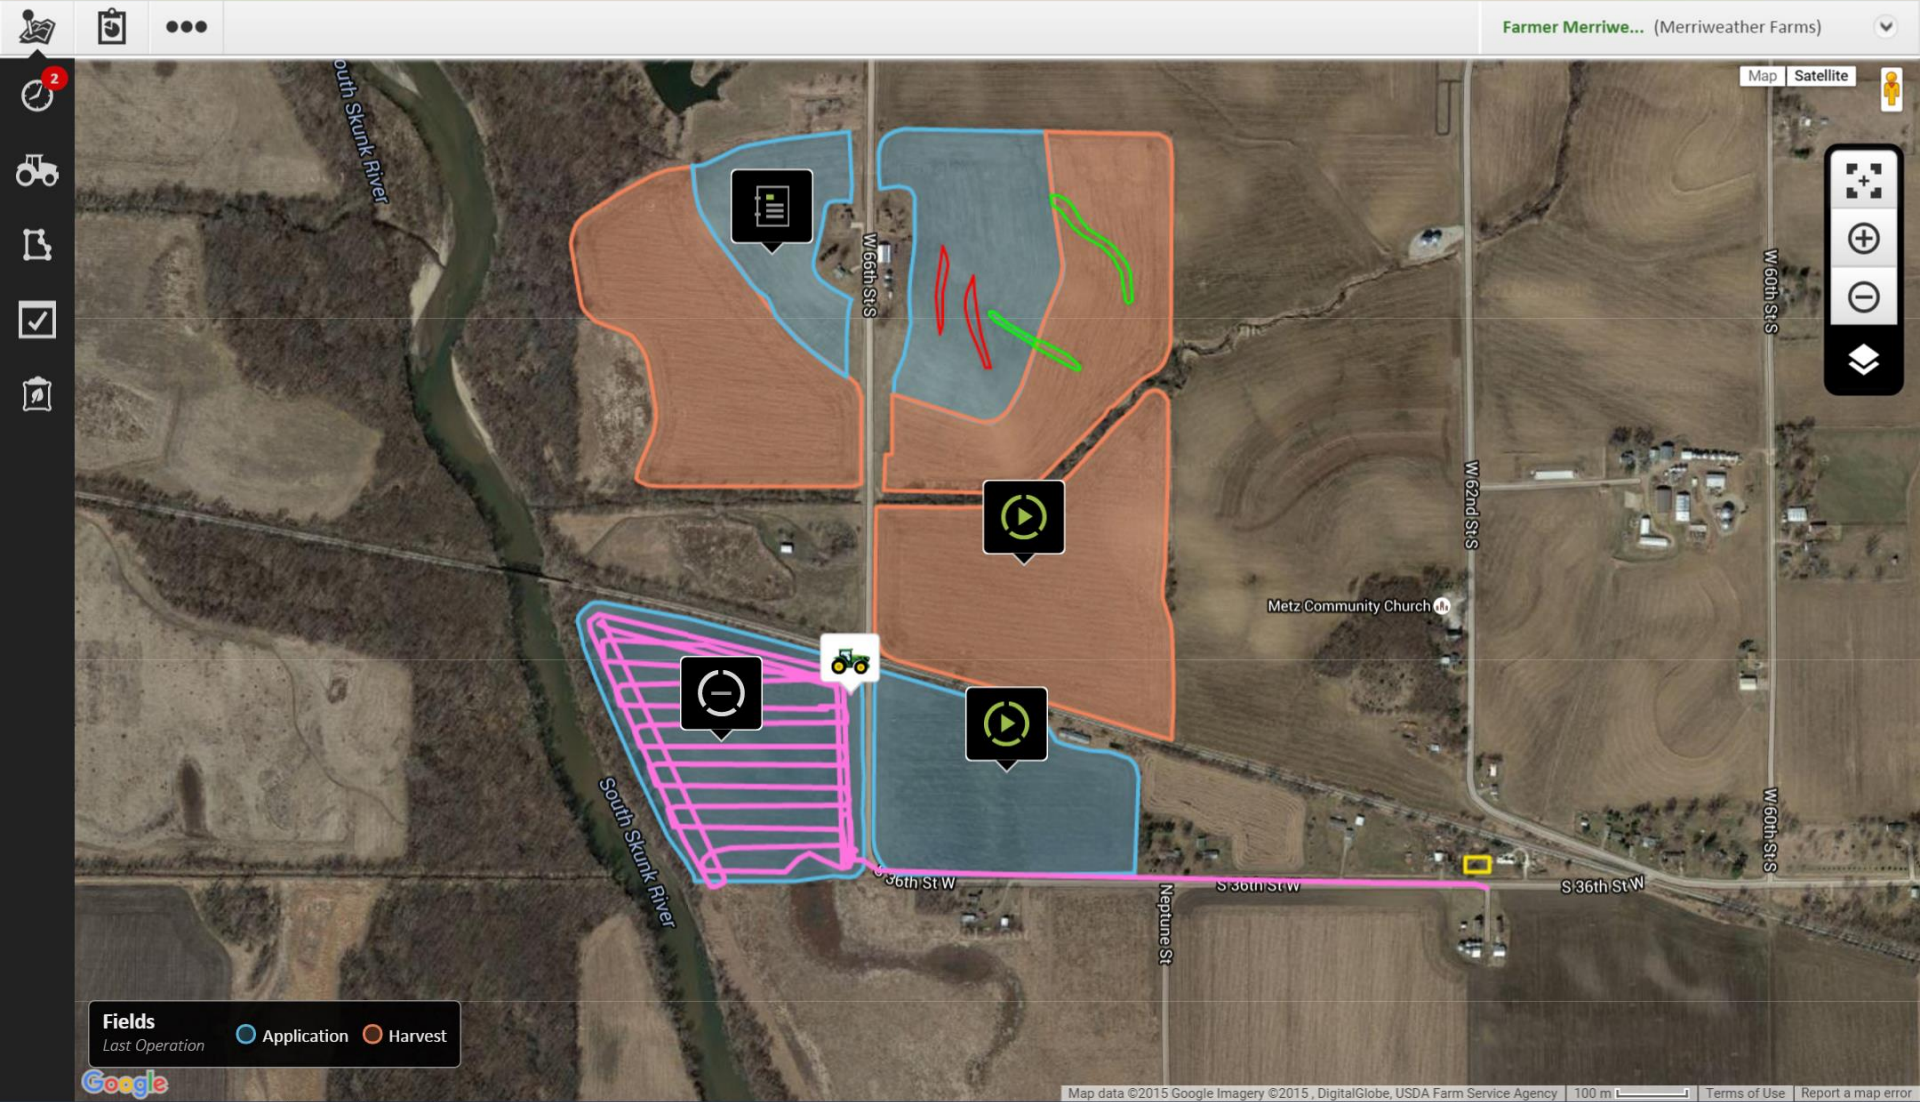 Farmer Merriwe... (Merriweather Farms)
2
Map Satellite
South Skunk River
W 66th St S
W 60th St S
W 62nd St S
Metz Community Church
South Skunk River
W 60th St S
S 36th St W
S 36th St W
S 36th St W
Neptune St
Fields
Last Operation
Application
Harvest
Google
Map data ©2015 Google Imagery ©2015 , DigitalGlobe, USDA Farm Service Agency
100 m
Terms of Use
Report a map error